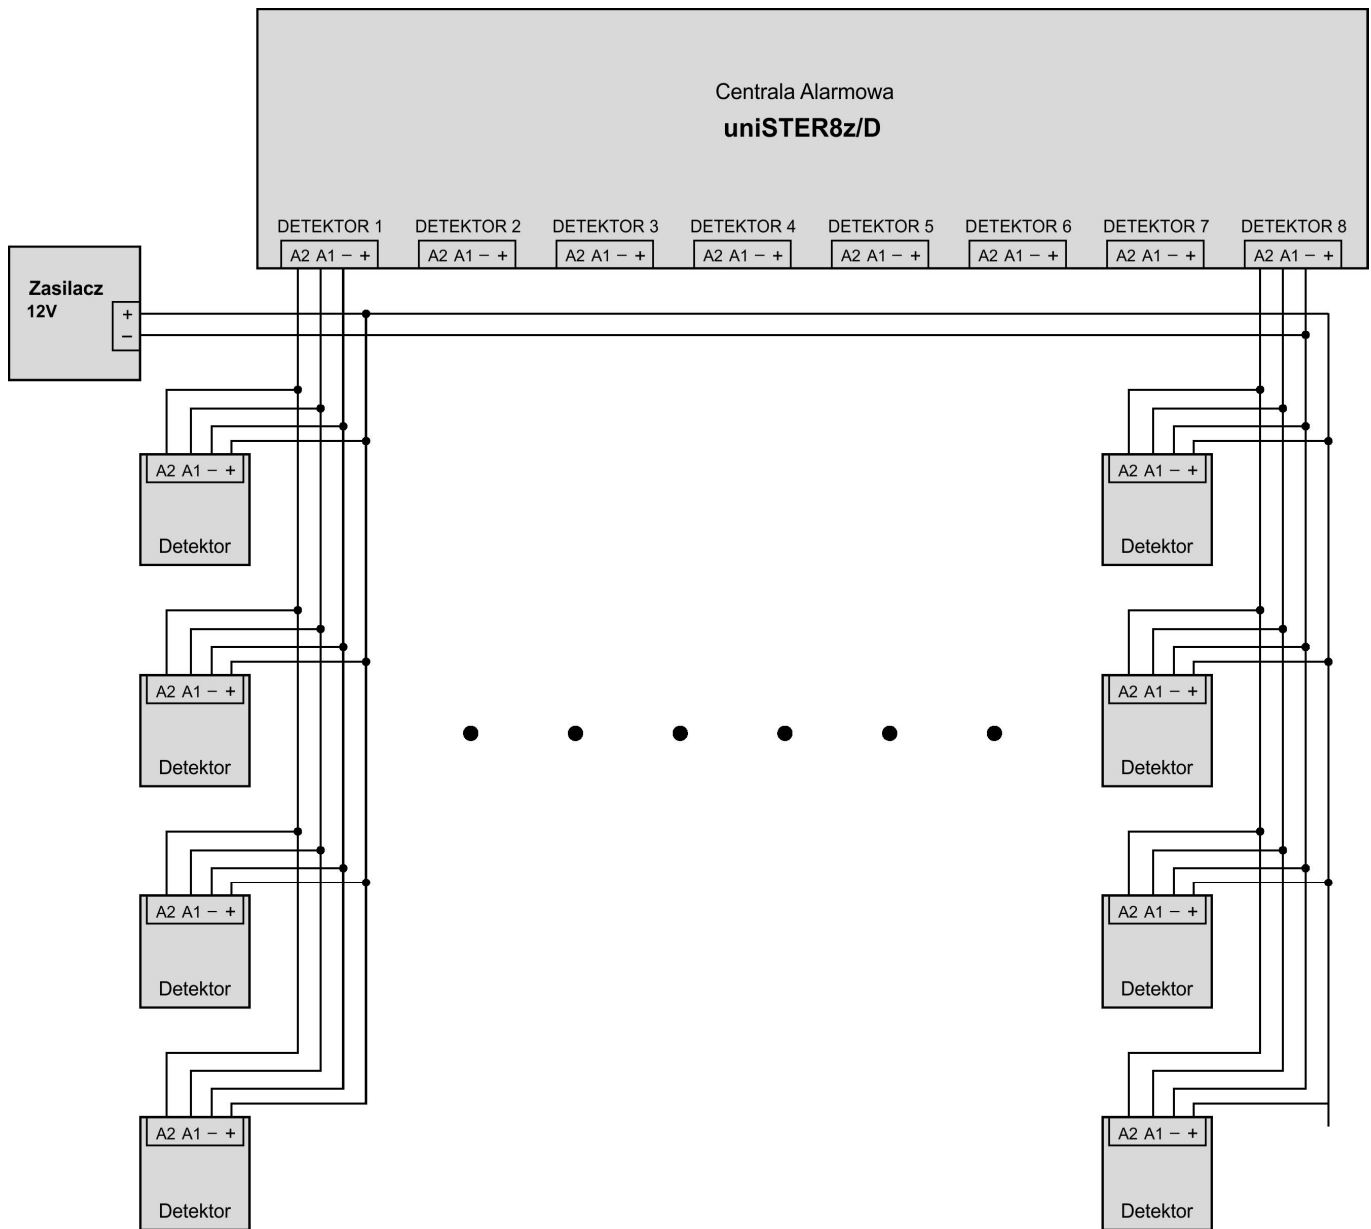 Centrala Alarmowa
uniSTER8z/D
DETEKTOR 1 DETEKTOR 2 DETEKTOR 3 DETEKTOR 4 DETEKTOR 5 DETEKTOR 6 DETEKTOR 7 DETEKTOR 8
A2 A1 − + A2 A1 − + A2 A1 − + A2 A1 − + A2 A1 − + A2 A1 − + A2 A1 − + A2 A1 − +
Zasilacz
12V
+
−
A2 A1 − + A2 A1 − +
Detektor Detektor
A2 A1 − + A2 A1 − +
Detektor Detektor
A2 A1 − + A2 A1 − +
Detektor Detektor
A2 A1 − + A2 A1 − +
Detektor Detektor